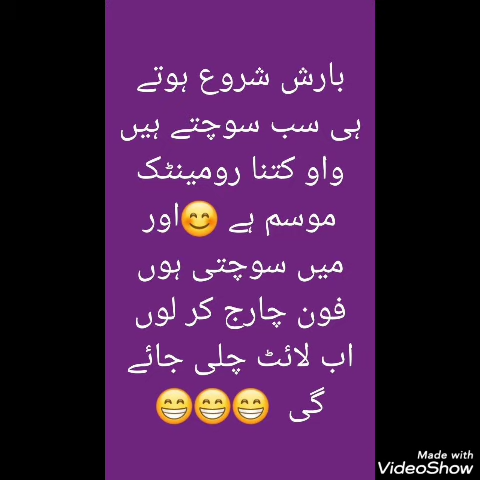 بارش شروع ہوتے
ہی سب سوچتے ہیں
واو کتنا رومینٹک
موسم ہے 😊اور
میں سوچتی ہوں
فون چارج کر لوں
اب لائٹ چلی جائے
گی 😁😁😁
Made with
VideoShow